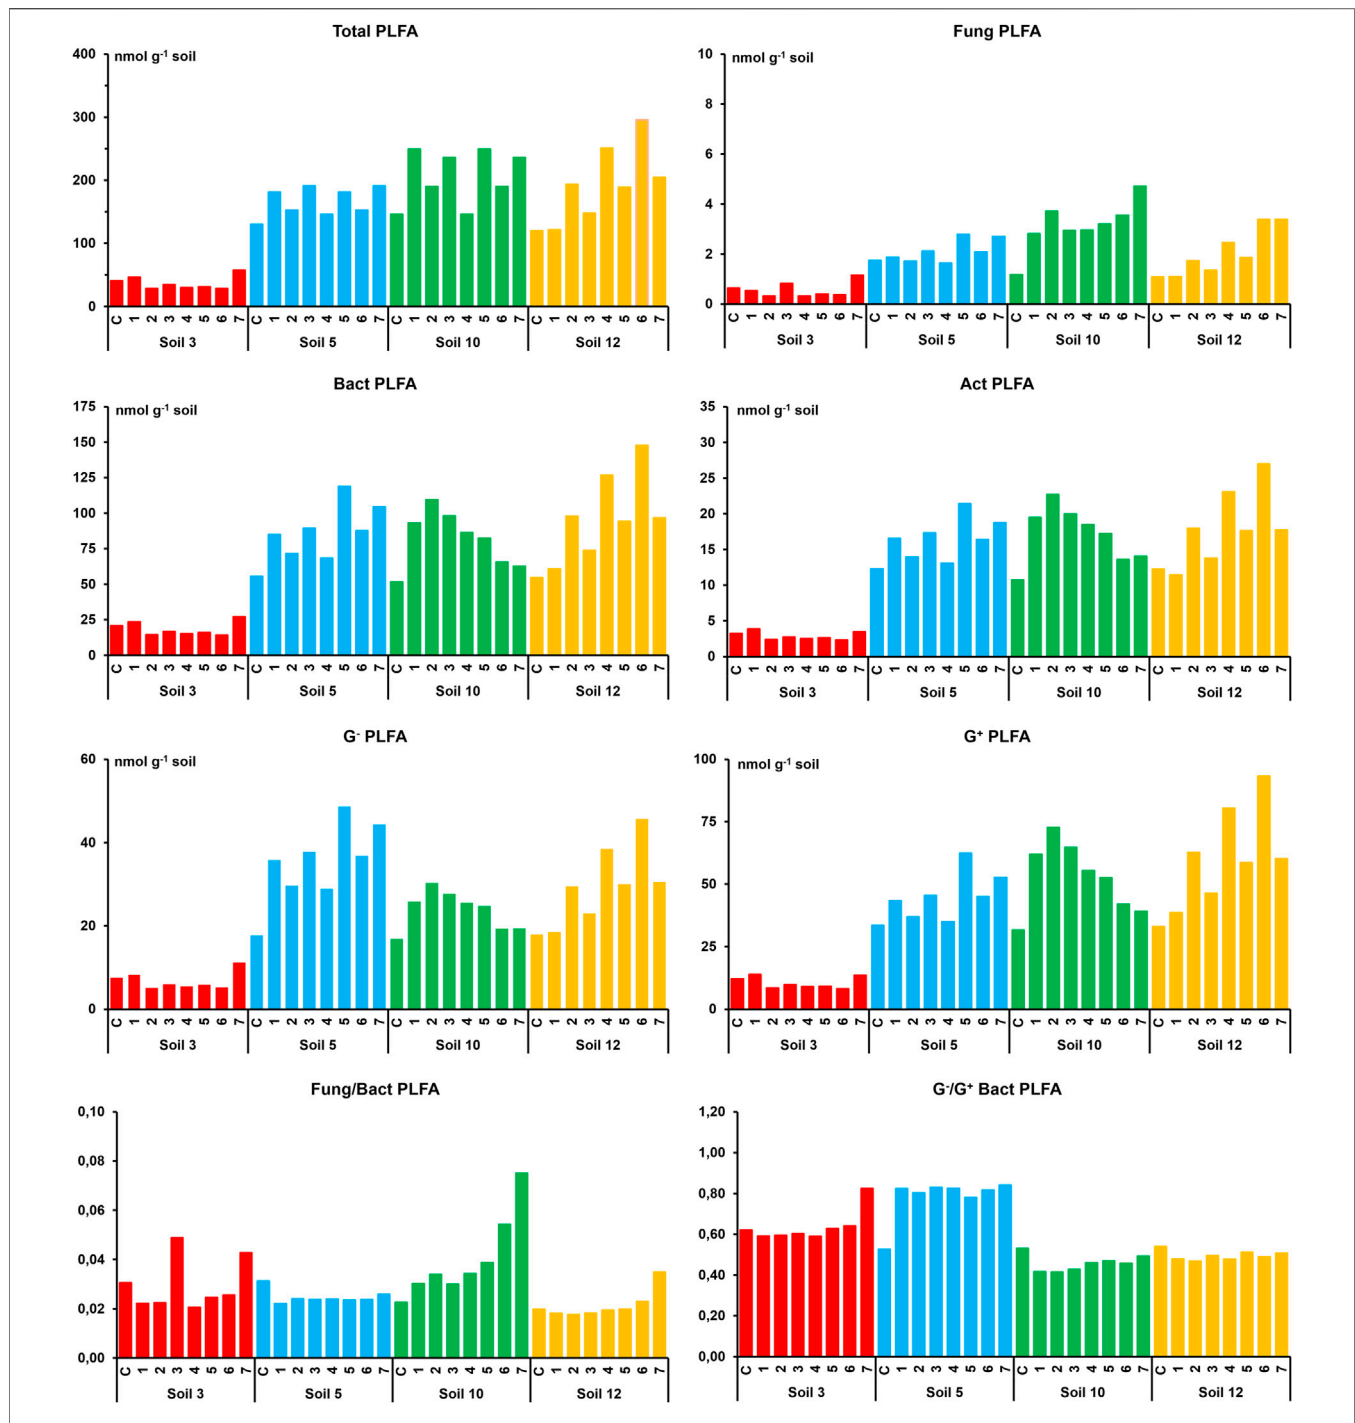 Total PLFA
nmol g⁻¹ soil
400
300
200
100
0
C 1 2 3 4 5 6 7 C 1 2 3 4 5 6 7 C 1 2 3 4 5 6 7 C 1 2 3 4 5 6 7
Soil 3 Soil 5 Soil 10 Soil 12
Fung PLFA
nmol g⁻¹ soil
10
8
6
4
2
0
C 1 2 3 4 5 6 7 C 1 2 3 4 5 6 7 C 1 2 3 4 5 6 7 C 1 2 3 4 5 6 7
Soil 3 Soil 5 Soil 10 Soil 12
Bact PLFA
nmol g⁻¹ soil
175
150
125
100
75
50
25
0
C 1 2 3 4 5 6 7 C 1 2 3 4 5 6 7 C 1 2 3 4 5 6 7 C 1 2 3 4 5 6 7
Soil 3 Soil 5 Soil 10 Soil 12
Act PLFA
nmol g⁻¹ soil
35
30
25
20
15
10
5
0
C 1 2 3 4 5 6 7 C 1 2 3 4 5 6 7 C 1 2 3 4 5 6 7 C 1 2 3 4 5 6 7
Soil 3 Soil 5 Soil 10 Soil 12
G⁻ PLFA
nmol g⁻¹ soil
60
40
20
0
C 1 2 3 4 5 6 7 C 1 2 3 4 5 6 7 C 1 2 3 4 5 6 7 C 1 2 3 4 5 6 7
Soil 3 Soil 5 Soil 10 Soil 12
G⁺ PLFA
nmol g⁻¹ soil
100
75
50
25
0
C 1 2 3 4 5 6 7 C 1 2 3 4 5 6 7 C 1 2 3 4 5 6 7 C 1 2 3 4 5 6 7
Soil 3 Soil 5 Soil 10 Soil 12
Fung/Bact PLFA
0,10
0,08
0,06
0,04
0,02
0,00
C 1 2 3 4 5 6 7 C 1 2 3 4 5 6 7 C 1 2 3 4 5 6 7 C 1 2 3 4 5 6 7
Soil 3 Soil 5 Soil 10 Soil 12
G⁻/G⁺ Bact PLFA
1,20
1,00
0,80
0,60
0,40
0,20
0,00
C 1 2 3 4 5 6 7 C 1 2 3 4 5 6 7 C 1 2 3 4 5 6 7 C 1 2 3 4 5 6 7
Soil 3 Soil 5 Soil 10 Soil 12